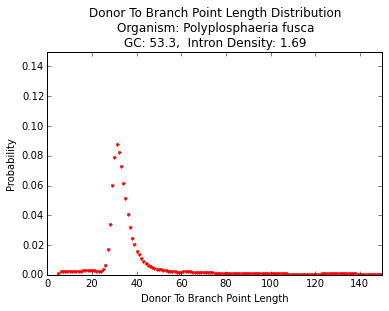 Donor To Branch Point Length Distribution
Organism: Polyplosphaeria fusca
GC: 53.3,  Intron Density: 1.69
0.14
0.12
0.10
0.08
0.06
0.04
0.02
0.00
Probability
0 20 40 60 80 100 120 140
Donor To Branch Point Length